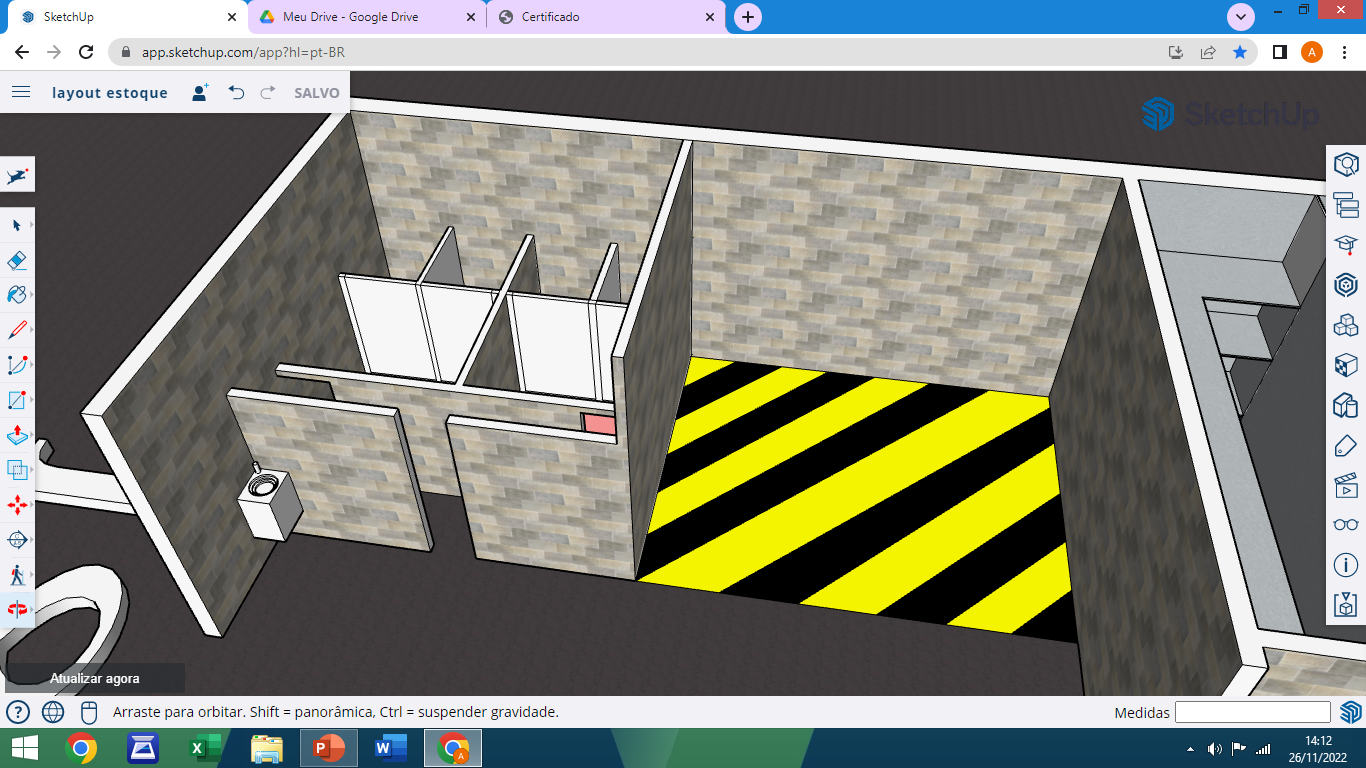 SketchUp
Meu Drive - Google Drive
Certificado
app.sketchup.com/app?hl=pt-BR
A
layout estoque
SALVO
SketchUp
Atualizar agora
Arraste para orbitar. Shift = panorâmica, Ctrl = suspender gravidade.
Medidas
14:12
26/11/2022